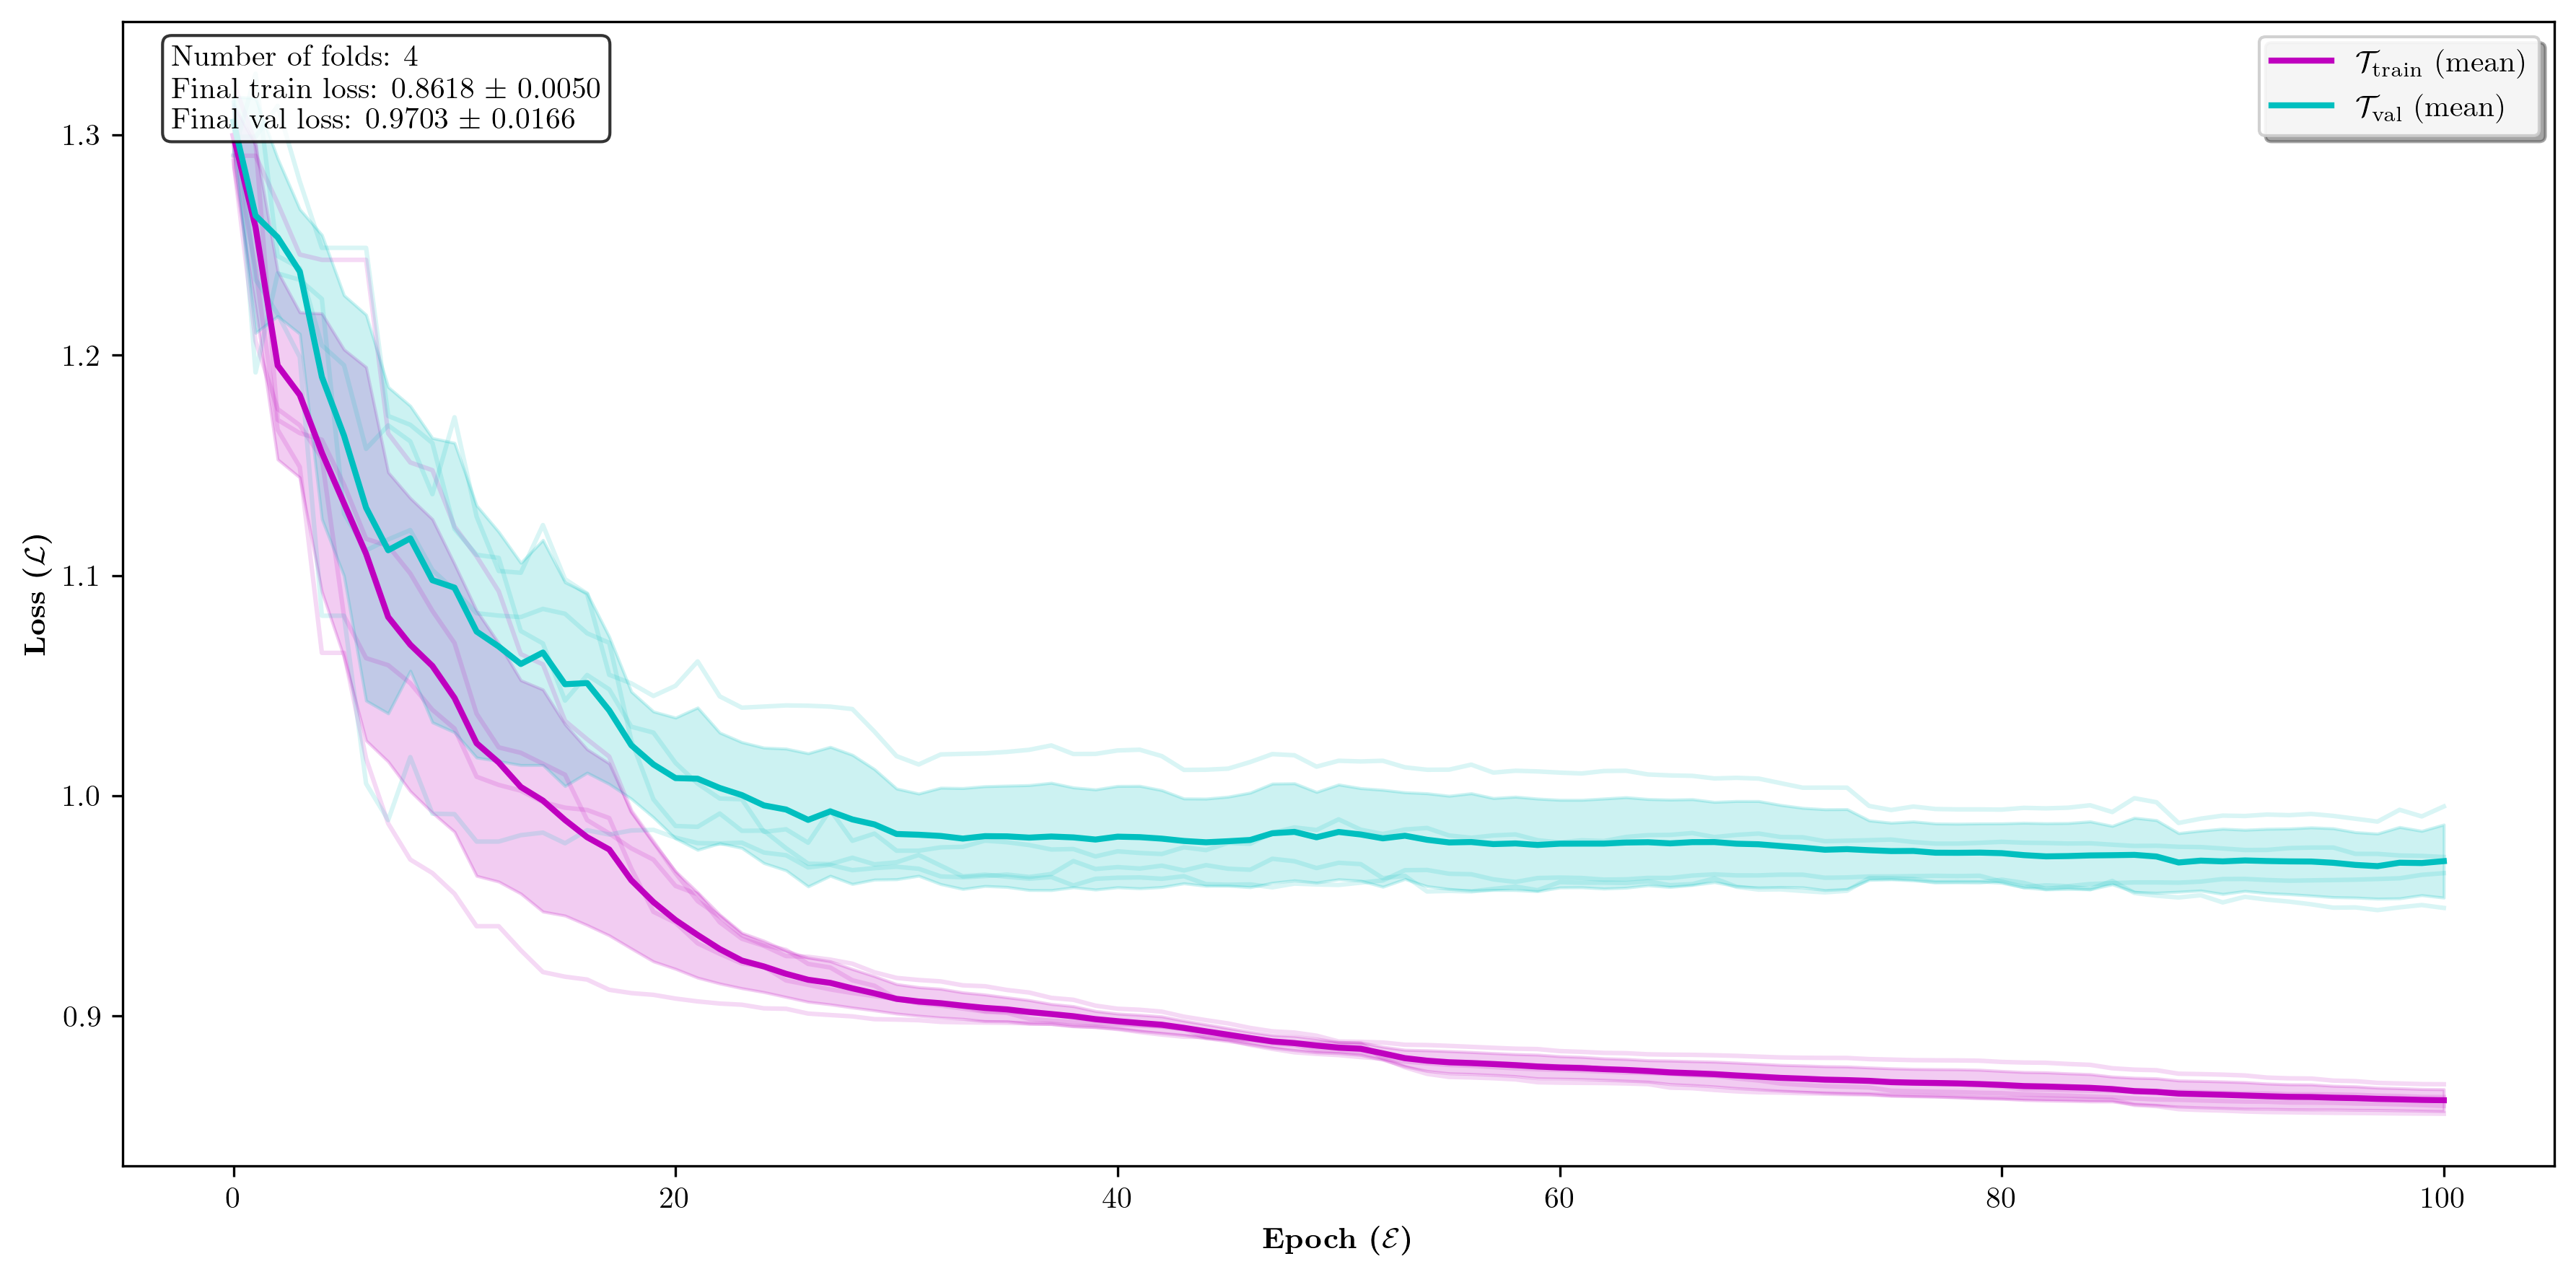 Number of folds: 4
Final train loss: 0.8618 ± 0.0050
Final val loss: 0.9703 ± 0.0166
𝒯train (mean)
𝒯val (mean)
1.3
1.2
1.1
1.0
0.9
Loss (ℒ)
0 20 40 60 80 100
Epoch (ℰ)